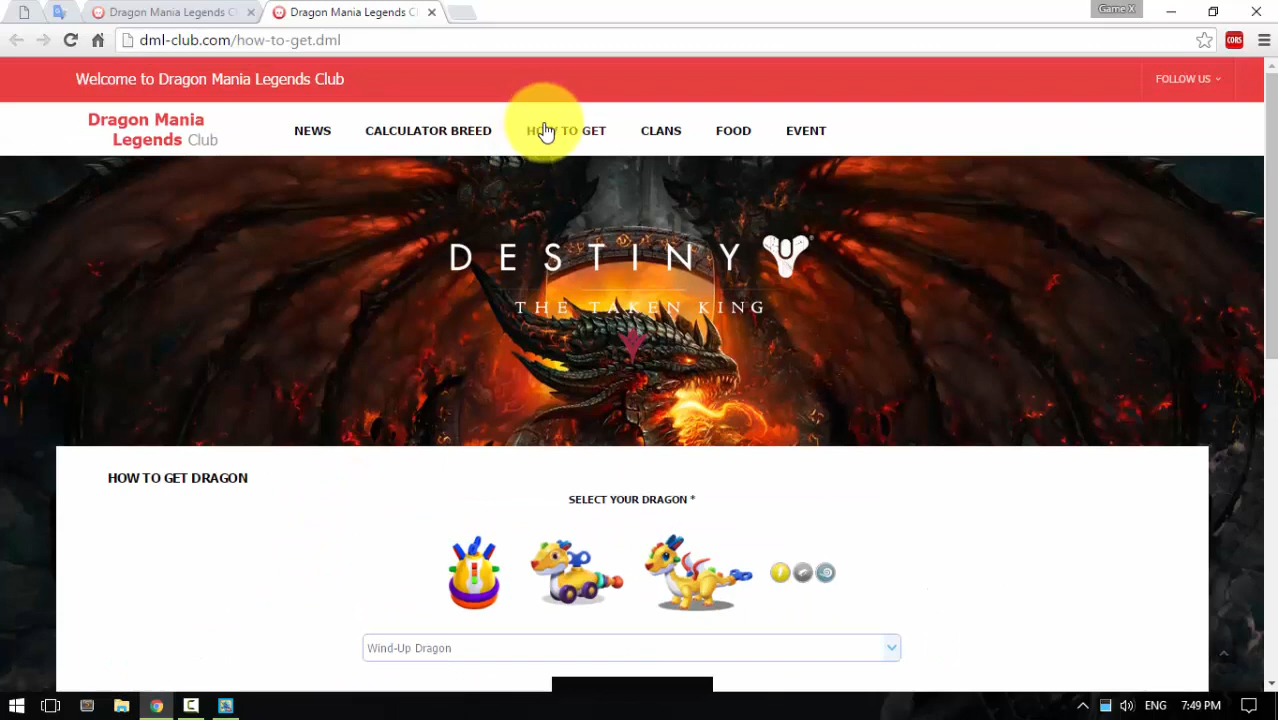 Game X
Dragon Mania Legends Club
Dragon Mania Legends Cl
dml-club.com/how-to-get.dml
CORS
Welcome to Dragon Mania Legends Club
FOLLOW US
Dragon Mania
Legends Club
NEWS
CALCULATOR BREED
HOW TO GET
CLANS
FOOD
EVENT
DESTINY
THE TAKEN KING
HOW TO GET DRAGON
SELECT YOUR DRAGON *
Wind-Up Dragon
ENG
7:49 PM